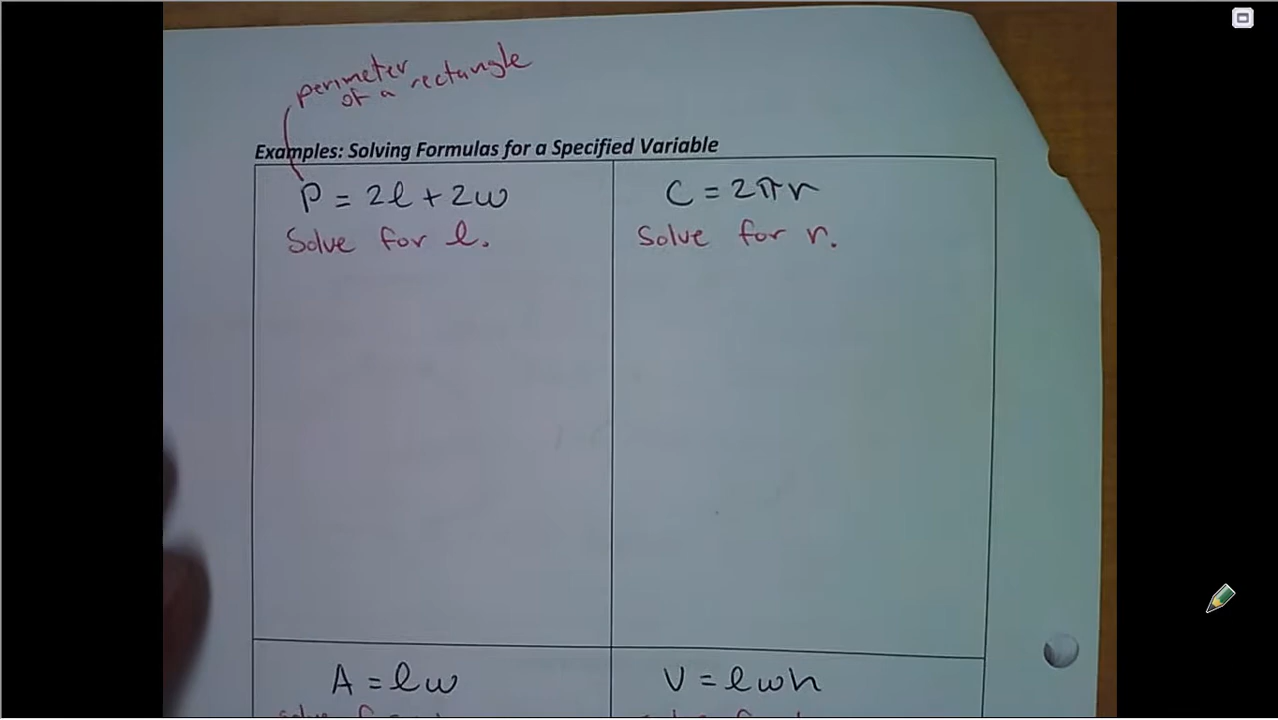 perimeter
of a rectangle
Examples: Solving Formulas for a Specified Variable
P = 2l + 2w
Solve for l.
C = 2πr
Solve for r.
A = lw
V = lwh